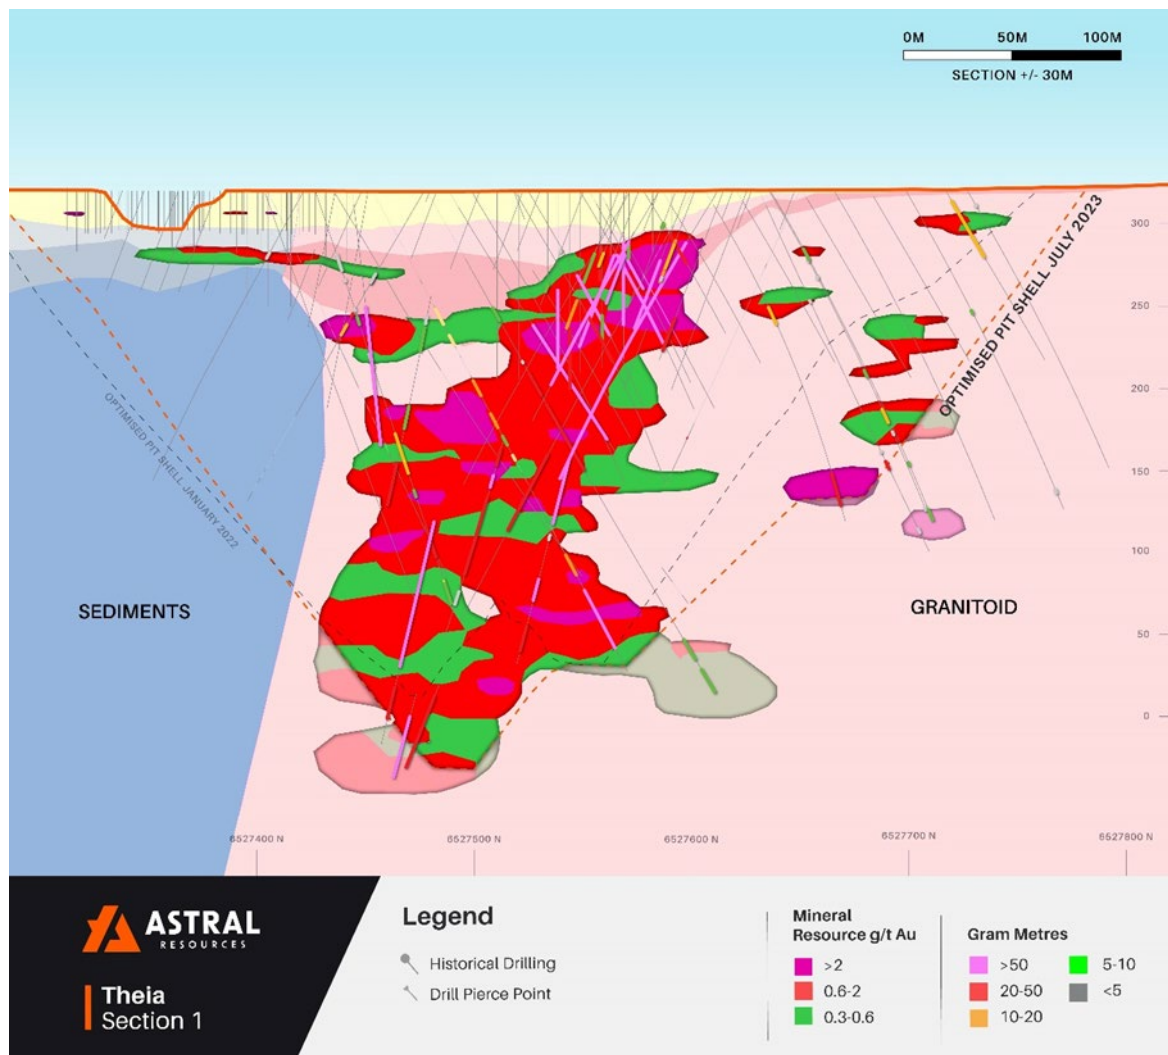 0M 50M 100M
SECTION +/- 30M
300
OPTIMISED PIT SHELL JULY 2023
250
200
OPTIMISED PIT SHELL JANUARY 2022
150
100
SEDIMENTS
GRANITOID
50
0
6527400 N 6527500 N 6527600 N 6527700 N 6527800 N
ASTRAL
RESOURCES
Theia
Section 1
Legend
Historical Drilling
Drill Pierce Point
Mineral
Resource g/t Au
>2
0.6-2
0.3-0.6
Gram Metres
>50
20-50
10-20
5-10
<5